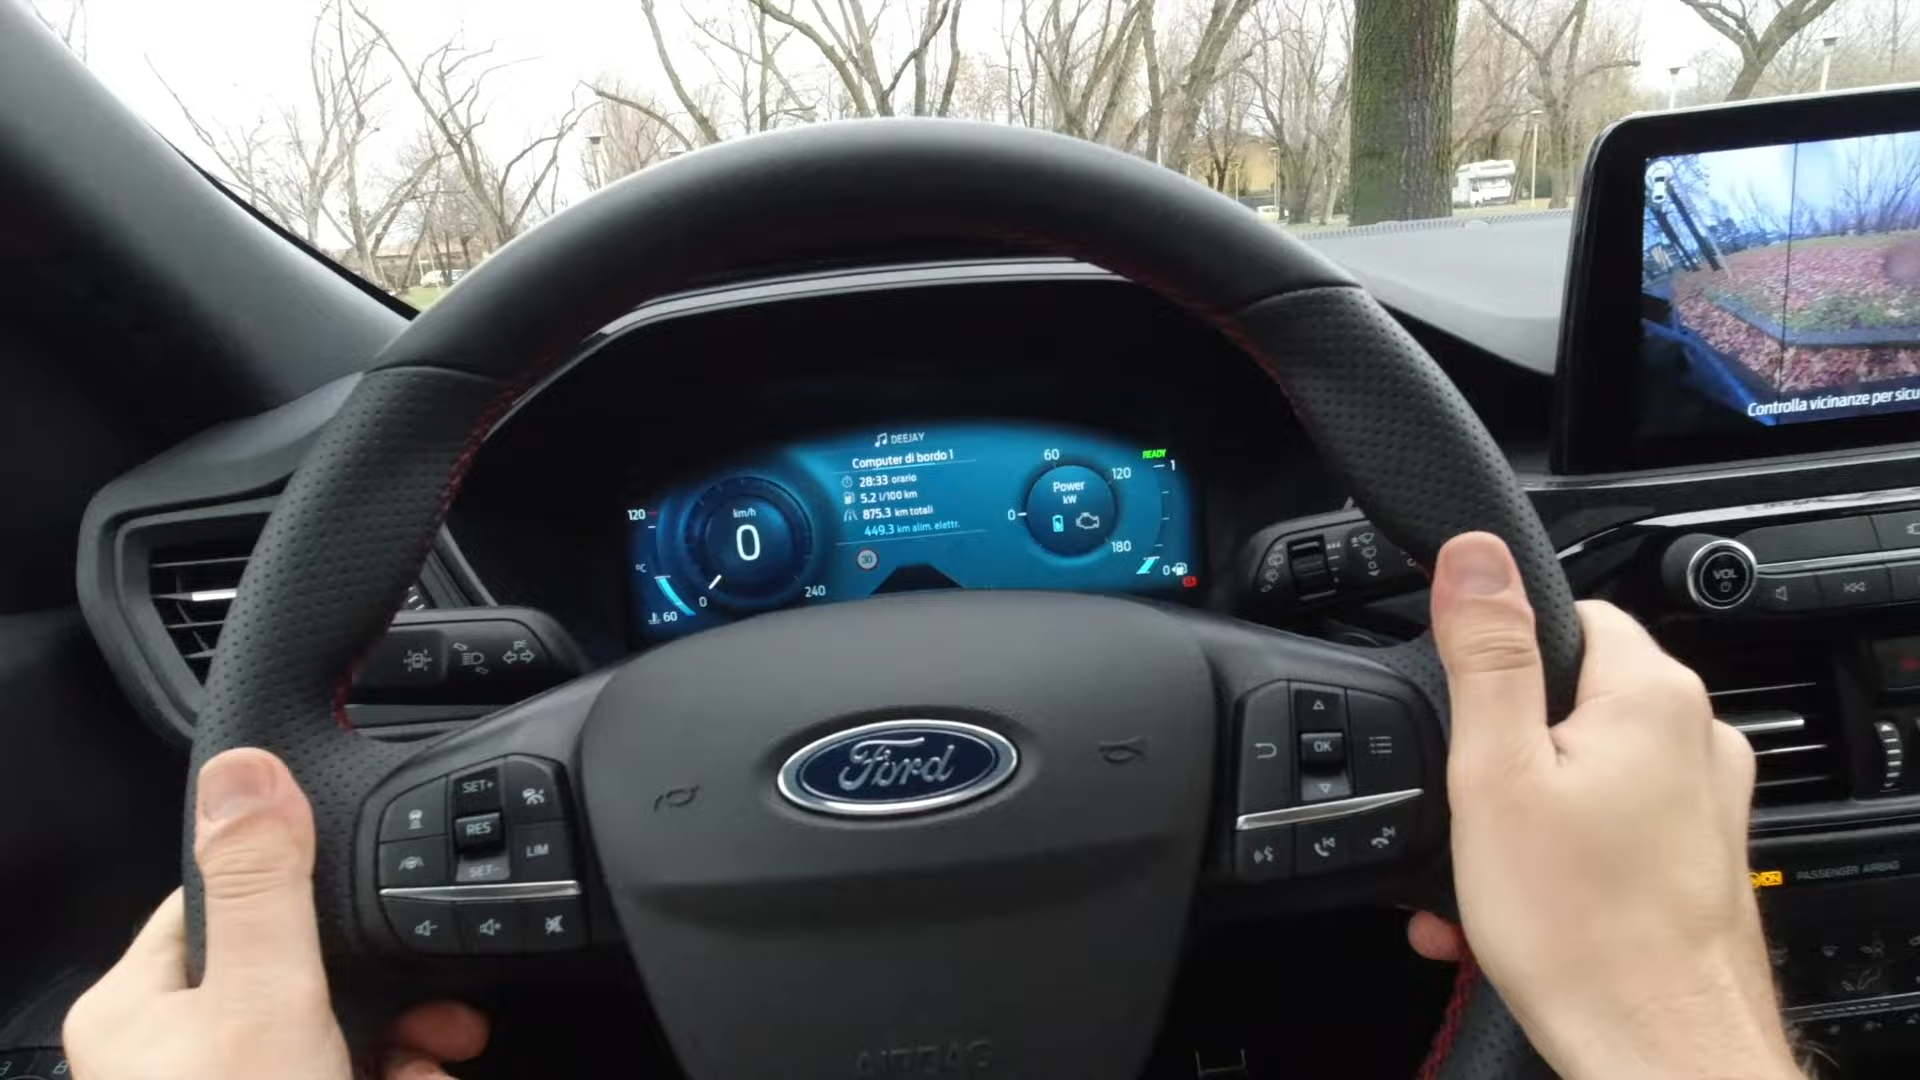 DEEJAY
Computer di bordo 1
28:33 orario
5.2 l/100 km
875.3 km totali
449.3 km alim. elettr.
30
120
°C
60
km/h
0
0
240
Power
kW
0
60
120
180
READY
1
0
Controlla vicinanze per sicu
VOL
Ford
SET+
RES
SET-
LIM
OK
ON
PASSENGER AIRBAG
AIRBAG